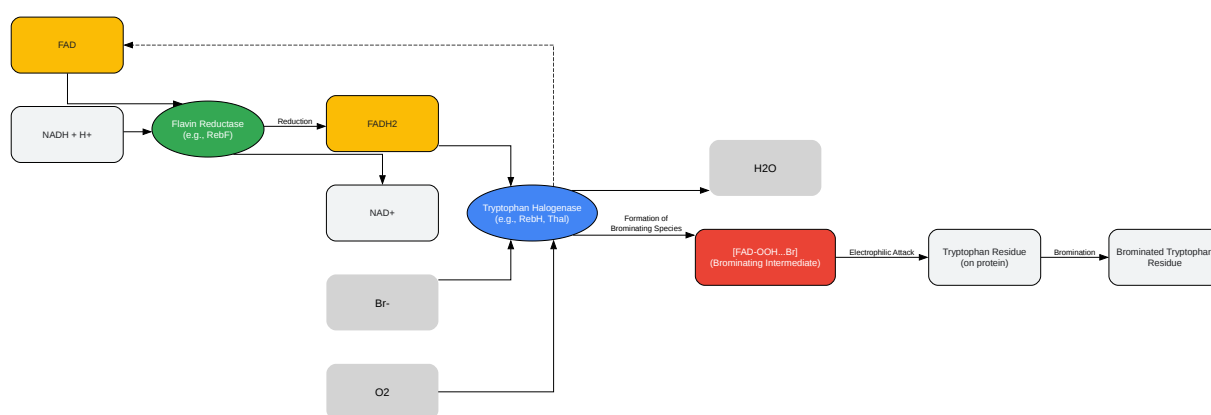 FAD
NADH + H+
Flavin Reductase
(e.g., RebF)
Reduction
FADH2
NAD+
Tryptophan Halogenase
(e.g., RebH, Thal)
Br-
O2
H2O
Formation of
Brominating Species
[FAD-OOH...Br]
(Brominating Intermediate)
Electrophilic Attack
Tryptophan Residue
(on protein)
Bromination
Brominated Tryptophan
Residue